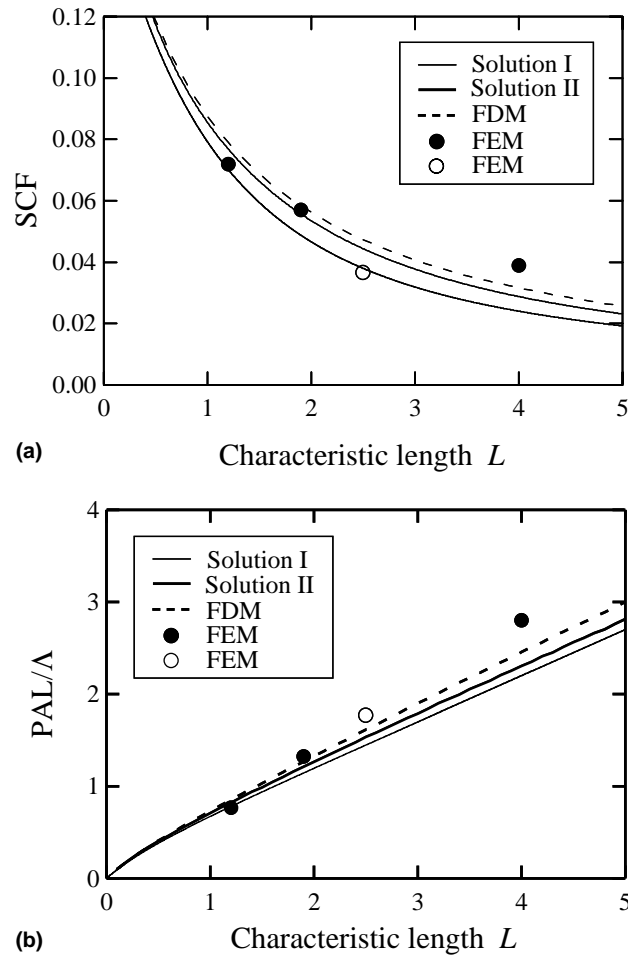 0.12
0.10
0.08
0.06
0.04
0.02
0.00
SCF
Solution I
Solution II
FDM
FEM
FEM
0 1 2 3 4 5
(a)
Characteristic length L
4
3
2
1
0
PAL/Λ
Solution I
Solution II
FDM
FEM
FEM
0 1 2 3 4 5
(b)
Characteristic length L